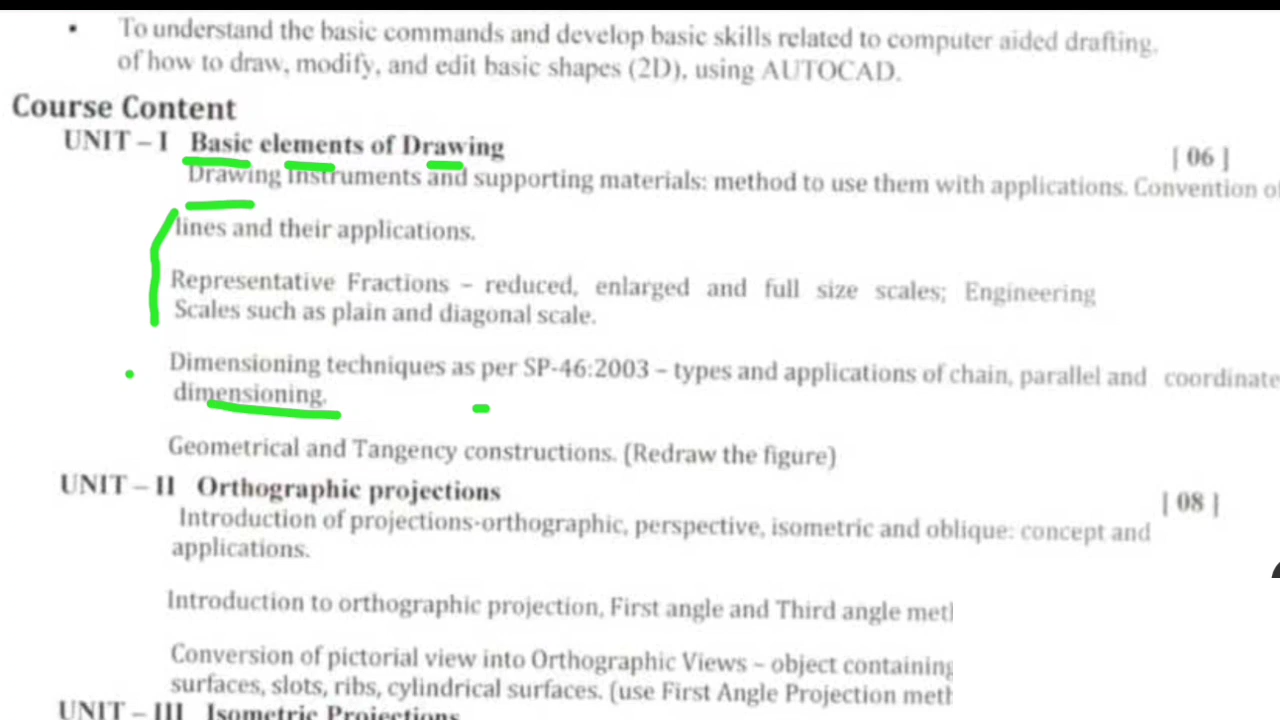 • To understand the basic commands and develop basic skills related to computer aided drafting,
of how to draw, modify, and edit basic shapes (2D), using AUTOCAD.
Course Content
UNIT – I Basic elements of Drawing [ 06 ]
Drawing Instruments and supporting materials: method to use them with applications. Convention of
lines and their applications.
Representative Fractions – reduced, enlarged and full size scales; Engineering
Scales such as plain and diagonal scale.
Dimensioning techniques as per SP-46:2003 – types and applications of chain, parallel and coordinate
dimensioning.
Geometrical and Tangency constructions. (Redraw the figure)
UNIT – II Orthographic projections [ 08 ]
Introduction of projections-orthographic, perspective, isometric and oblique: concept and
applications.
Introduction to orthographic projection, First angle and Third angle
Conversion of pictorial view into Orthographic Views – object containing
surfaces, slots, ribs, cylindrical surfaces. (use First Angle Projection
UNIT – III Isometric Projections